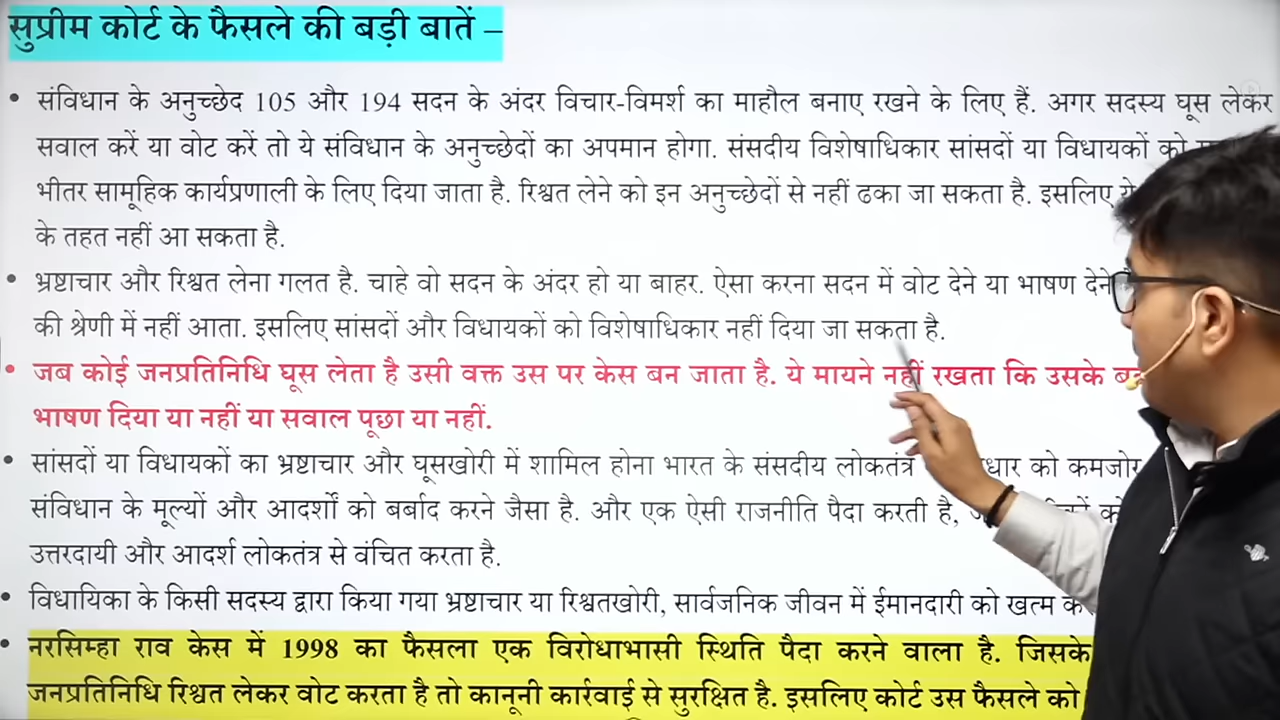 सुप्रीम कोर्ट के फैसले की बड़ी बातें –
• संविधान के अनुच्छेद 105 और 194 सदन के अंदर विचार-विमर्श का माहौल बनाए रखने के लिए हैं. अगर सदस्य घूस लेकर
सवाल करें या वोट करें तो ये संविधान के अनुच्छेदों का अपमान होगा. संसदीय विशेषाधिकार सांसदों या विधायकों को
भीतर सामूहिक कार्यप्रणाली के लिए दिया जाता है. रिश्वत लेने को इन अनुच्छेदों से नहीं ढका जा सकता है. इसलिए
के तहत नहीं आ सकता है.
• भ्रष्टाचार और रिश्वत लेना गलत है. चाहे वो सदन के अंदर हो या बाहर. ऐसा करना सदन में वोट देने या भाषण देने
की श्रेणी में नहीं आता. इसलिए सांसदों और विधायकों को विशेषाधिकार नहीं दिया जा सकता है.
• जब कोई जनप्रतिनिधि घूस लेता है उसी वक्त उस पर केस बन जाता है. ये मायने नहीं रखता कि उसके
भाषण दिया या नहीं या सवाल पूछा या नहीं.
• सांसदों या विधायकों का भ्रष्टाचार और घूसखोरी में शामिल होना भारत के संसदीय लोकतंत्र को कमजोर
संविधान के मूल्यों और आदर्शों को बर्बाद करने जैसा है. और एक ऐसी राजनीति पैदा करती है,
उत्तरदायी और आदर्श लोकतंत्र से वंचित करता है.
• विधायिका के किसी सदस्य द्वारा किया गया भ्रष्टाचार या रिश्वतखोरी, सार्वजनिक जीवन में ईमानदारी को खत्म
• नरसिम्हा राव केस में 1998 का फैसला एक विरोधाभासी स्थिति पैदा करने वाला है. जिसके
जनप्रतिनिधि रिश्वत लेकर वोट करता है तो कानूनी कार्रवाई से सुरक्षित है. इसलिए कोर्ट उस फैसले को